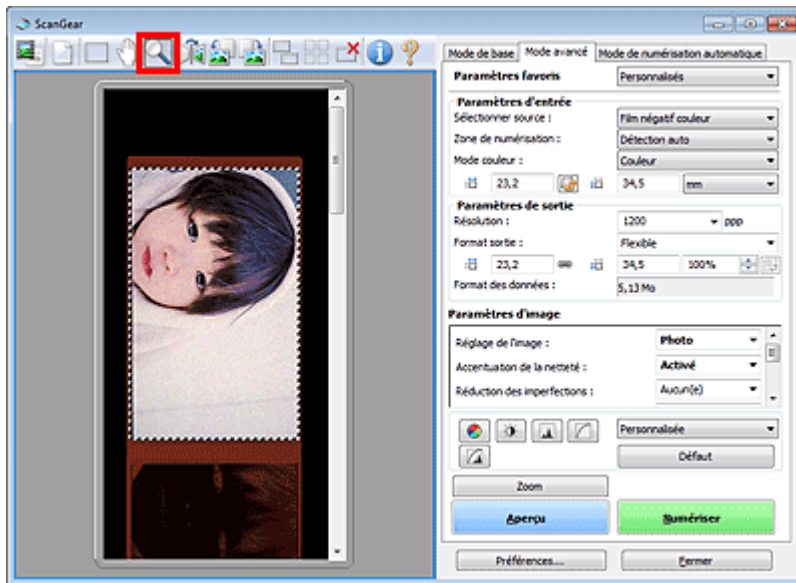 ScanGear
Mode de base Mode avancé Mode de numérisation automatique
Paramètres favoris Personnalisés
Paramètres d'entrée
Sélectionner source : Film négatif couleur
Zone de numérisation : Détection auto
Mode couleur : Couleur
23,2 34,5 mm
Paramètres de sortie
Résolution : 1200 ppp
Format sortie : Flexible
23,2 34,5 100%
Format des données : 5,13 Mo
Paramètres d'image
Réglage de l'image : Photo
Accentuation de la netteté : Activé
Réduction des imperfections : Aucun(e)
Personnalisée
Défaut
Zoom
Aperçu Numériser
Préférences... Fermer